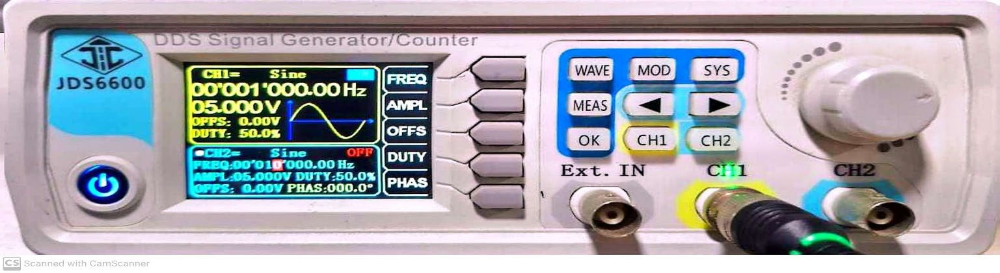 DDS Signal Generator/Counter
JDS6600
CH1= Sine
00'001'000.00 Hz
05.000V
OFFS: 0.00V
DUTY: 50.0%
CH2= Sine OFF
FREQ:00'010'000.00 Hz
AMPL:05.000V DUTY:50.0%
OFFS: 0.00V PHAS:000.0°
FREQ
AMPL
OFFS
DUTY
PHAS
WAVE MOD SYS
MEAS
OK CH1 CH2
Ext. IN CH1 CH2
CS Scanned with CamScanner